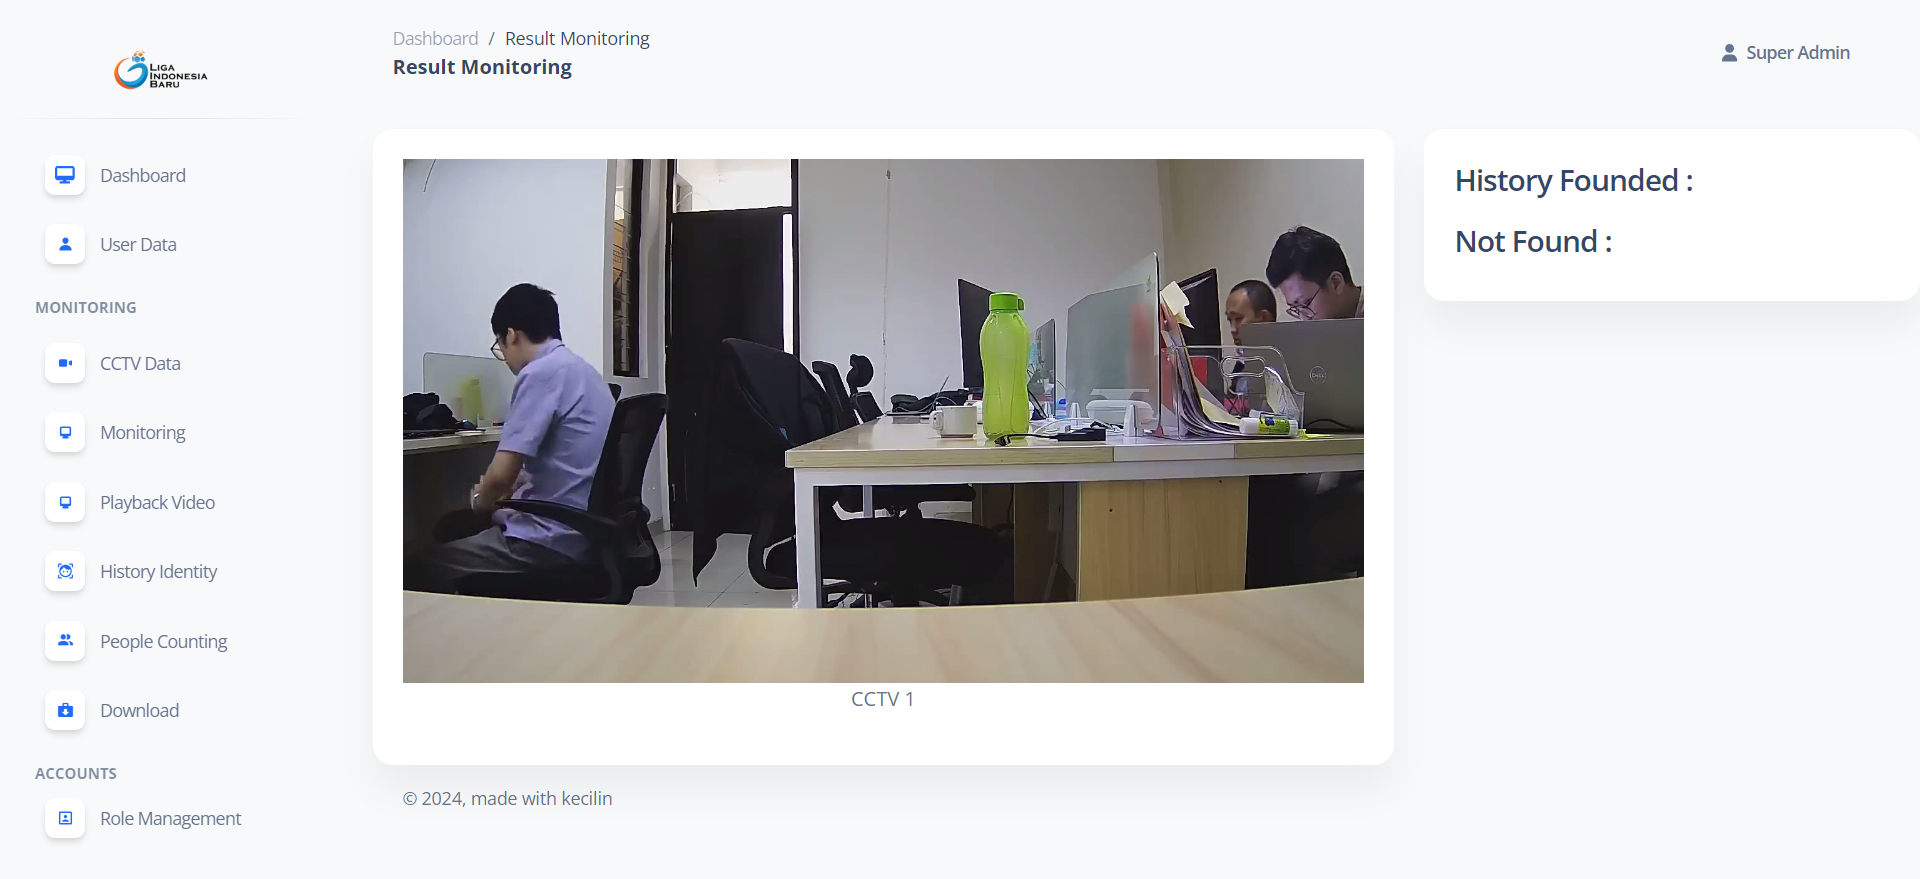 LIGA
INDONESIA
BARU
Dashboard / Result Monitoring
Result Monitoring
Super Admin
Dashboard
User Data
MONITORING
CCTV Data
Monitoring
Playback Video
History Identity
People Counting
Download
ACCOUNTS
Role Management
CCTV 1
© 2024, made with kecilin
History Founded :
Not Found :